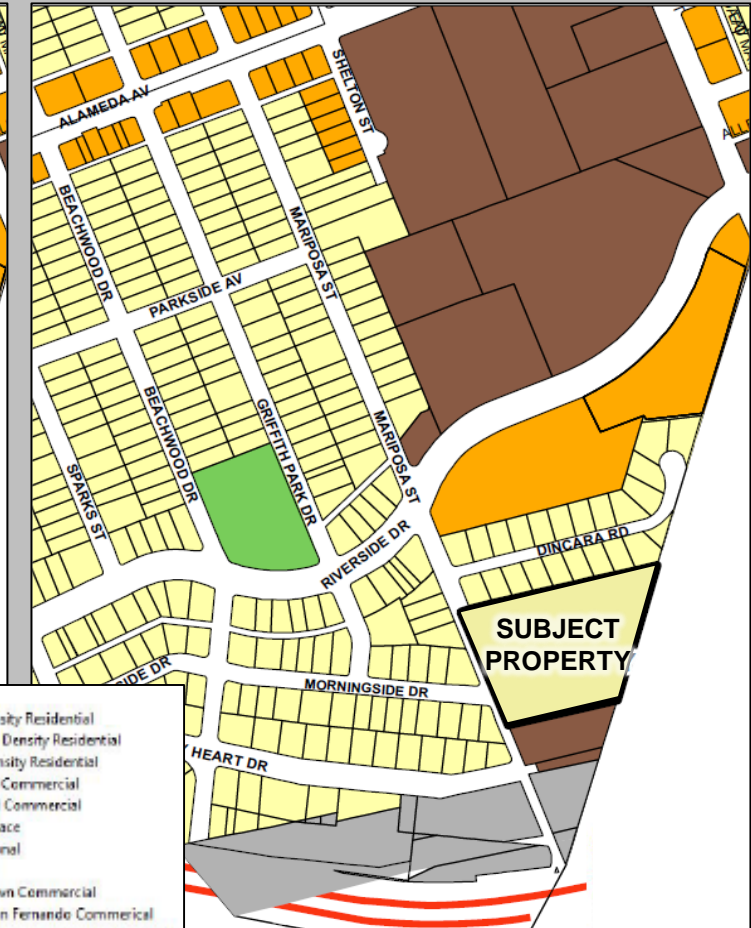 ALAMEDA AV
SHELTON ST
BEACHWOOD DR
MARIPOSA ST
PARKSIDE AV
BEACHWOOD DR
GRIFFITH PARK DR
MARIPOSA ST
SPARKS ST
RIVERSIDE DR
DINCARA RD
SUBJECT
PROPERTY
SIDE DR
MORNINGSIDE DR
HEART DR
sity Residential
Density Residential
nsity Residential
Commercial
l Commercial
ace
nal
wn Commercial
n Fernando Commerical